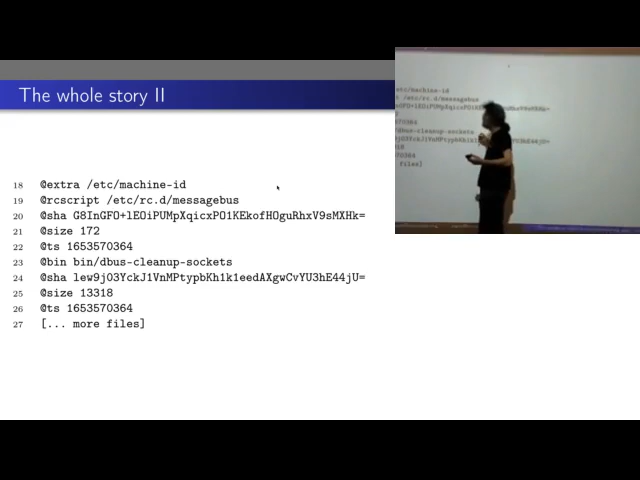 The whole story II
18 @extra /etc/machine-id
19 @rcscript /etc/rc.d/messagebus
20 @sha G8InGFO+lEOiPUMpXqicxPO1KEkofHOguRhxV9sMXHk=
21 @size 172
22 @ts 1653570364
23 @bin bin/dbus-cleanup-sockets
24 @sha lew9j03YckJ1VnMPtypbKh1k1eedAXgwCvYU3hE44jU=
25 @size 13318
26 @ts 1653570364
27 [... more files]